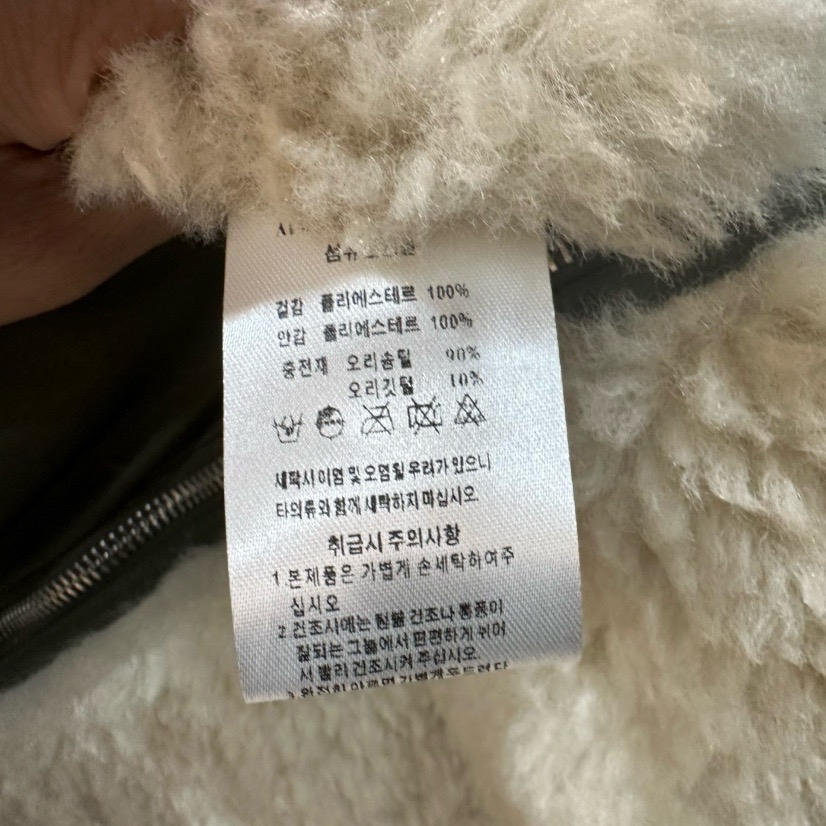 겉감 폴리에스테르 100%
안감 폴리에스테르 100%
충전재 오리솜털 90%
오리깃털 10%
세탁시 이염 및 오염될 우려가 있으니
타의류와 함께 세탁하지 마십시오.
취급시 주의사항
1 본제품은 가볍게 손세탁하여주
십시오
2 건조시에는 텀블 건조나 통풍이
잘되는 그늘에서 편편하게 뉘어
서 빨리 건조시켜 주십시오.